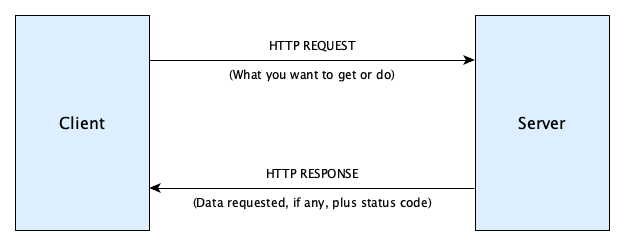 HTTP REQUEST
(What you want to get or do)
Client
Server
HTTP RESPONSE
(Data requested, if any, plus status code)